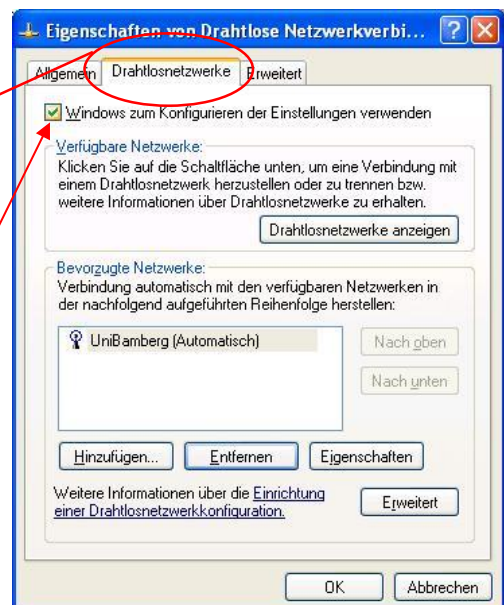 Eigenschaften von Drahtlose Netzwerkverbi...
Allgemein Drahtlosnetzwerke Erweitert
Windows zum Konfigurieren der Einstellungen verwenden
Verfügbare Netzwerke:
Klicken Sie auf die Schaltfläche unten, um eine Verbindung mit
einem Drahtlosnetzwerk herzustellen oder zu trennen bzw.
weitere Informationen über Drahtlosnetzwerke zu erhalten.
Drahtlosnetzwerke anzeigen
Bevorzugte Netzwerke:
Verbindung automatisch mit den verfügbaren Netzwerken in
der nachfolgend aufgeführten Reihenfolge herstellen:
UniBamberg (Automatisch)
Nach oben
Nach unten
Hinzufügen... Entfernen Eigenschaften
Weitere Informationen über die Einrichtung
einer Drahtlosnetzwerkkonfiguration.
Erweitert
OK Abbrechen